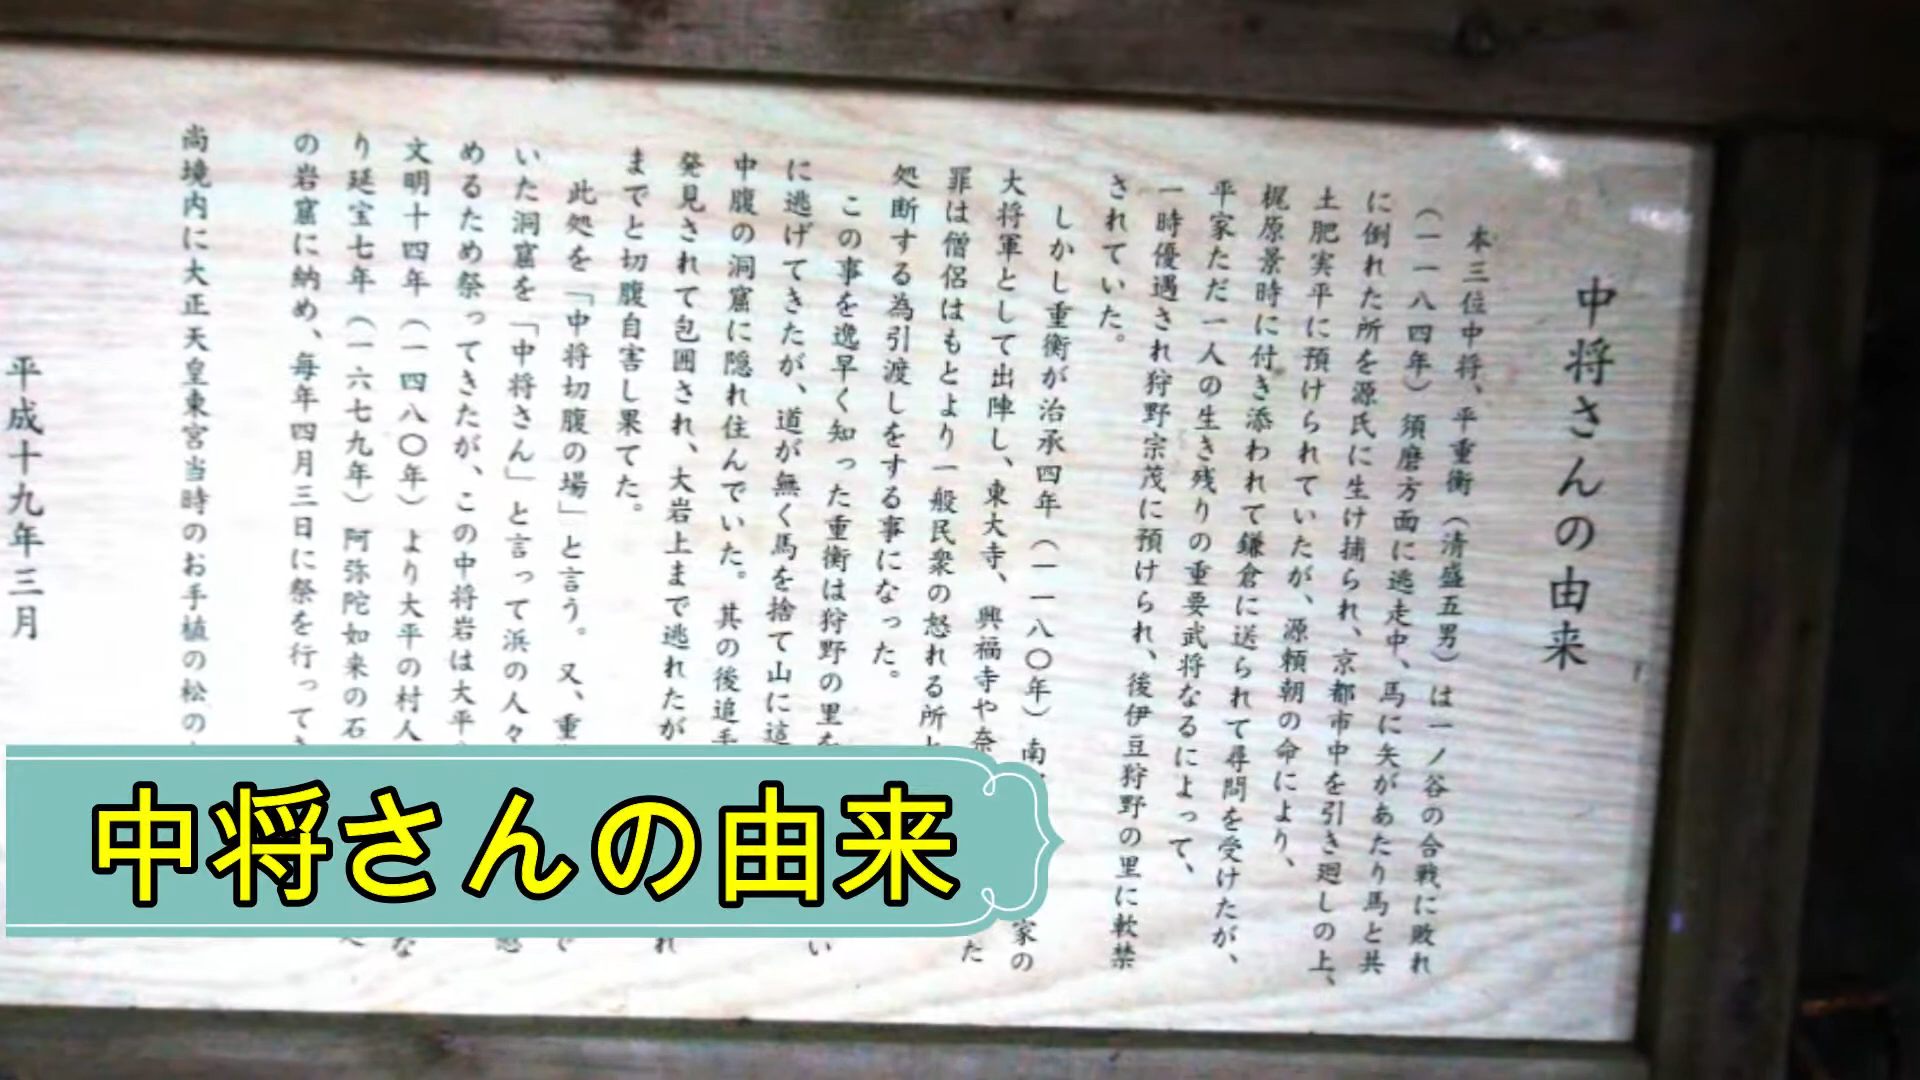 中将さんの由来
本三位中将、平重衡（清盛五男）は一ノ谷の合戦に敗れ
（一一八四年）須磨方面に逃走中、馬に矢があたり馬と共
に倒れた所を源氏に生け捕られ、京都市中を引き廻しの上、
土肥実平に預けられていたが、源頼朝の命により、
梶原景時に付き添われて鎌倉に送られて尋問を受けたが、
平家ただ一人の生き残りの重要武将なるによって、
一時優遇され狩野宗茂に預けられ、後伊豆狩野の里に軟禁
されていた。
しかし重衡が治承四年（一一八〇年）南 家の
大将軍として出陣し、東大寺、興福寺や奈 た
罪は僧侶はもとより一般民衆の怒れる所と
処断する為引渡しをする事になった。
この事を逸早く知った重衡は狩野の里を い
に逃げてきたが、道が無く馬を捨て山に這
中腹の洞窟に隠れ住んでいた。其の後追手
発見されて包囲され、大岩上まで逃れたが れ
までと切腹自害し果てた。
此処を「中将切腹の場」と言う。又、重 で
いた洞窟を「中将さん」と言って浜の人々
めるため祭ってきたが、この中将岩は大平
文明十四年（一四八〇年）より大平の村人 な
り廷宝七年（一六七九年）阿弥陀如来の石
の岩窟に納め、毎年四月三日に祭を行って
尚境内に大正天皇東宮当時のお手植の松の
平成十九年三月
中将さんの由来